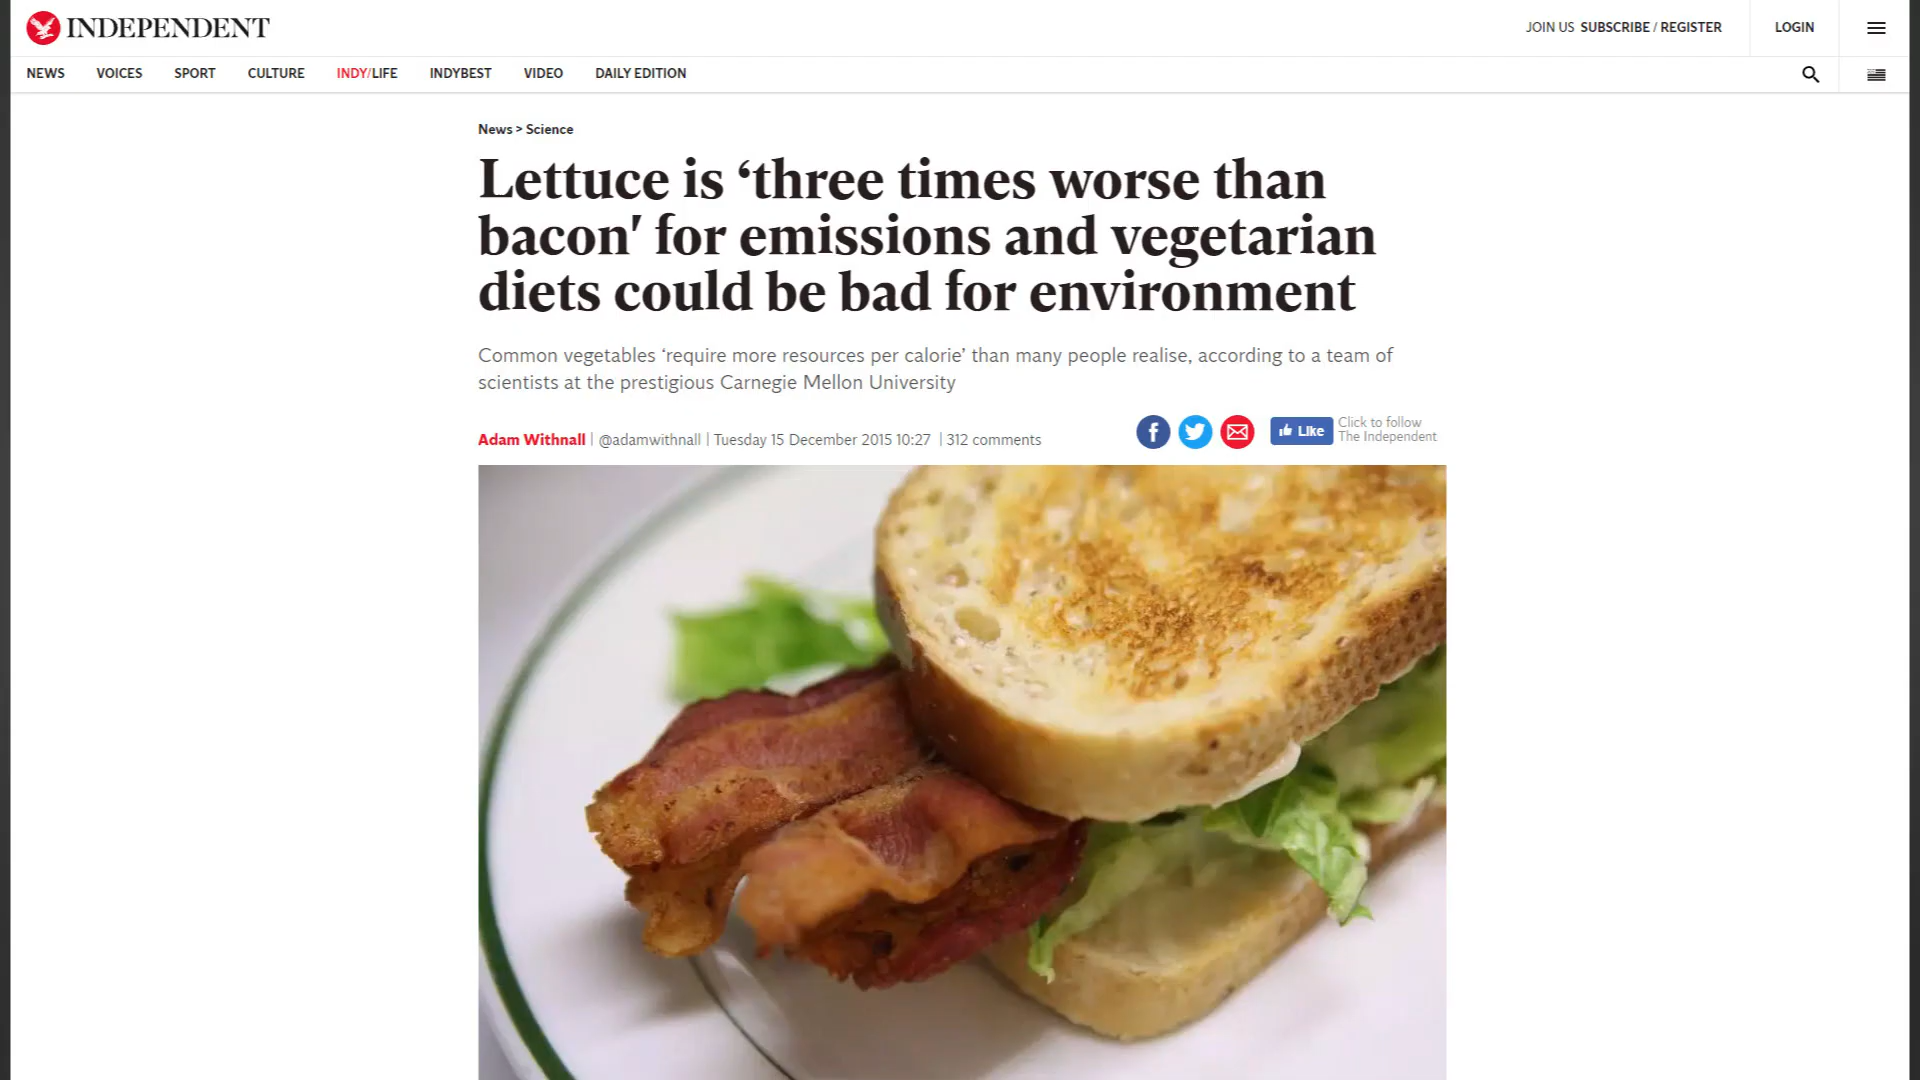 INDEPENDENT
JOIN US SUBSCRIBE / REGISTER
LOGIN
NEWS VOICES SPORT CULTURE INDY/LIFE INDYBEST VIDEO DAILY EDITION
News > Science
Lettuce is ‘three times worse than
bacon' for emissions and vegetarian
diets could be bad for environment
Common vegetables ‘require more resources per calorie’ than many people realise, according to a team of
scientists at the prestigious Carnegie Mellon University
Adam Withnall | @adamwithnall | Tuesday 15 December 2015 10:27 | 312 comments
Like
Click to follow
The Independent